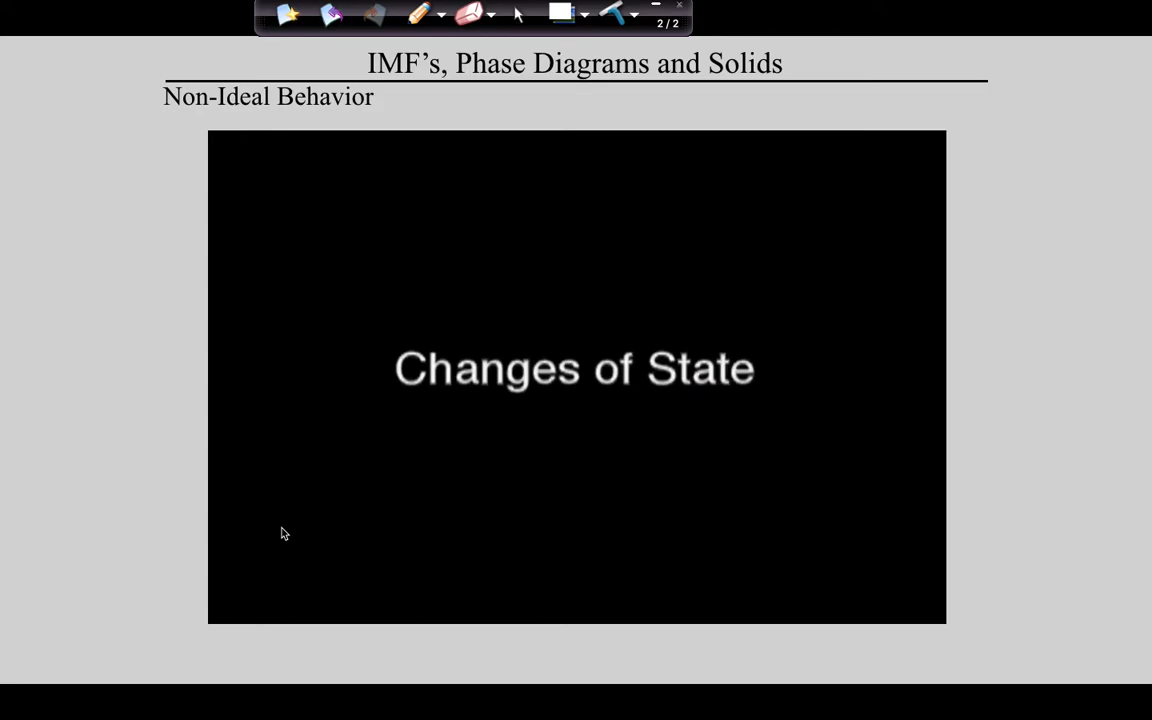 2/2
IMF's, Phase Diagrams and Solids
Non-Ideal Behavior
Changes of State